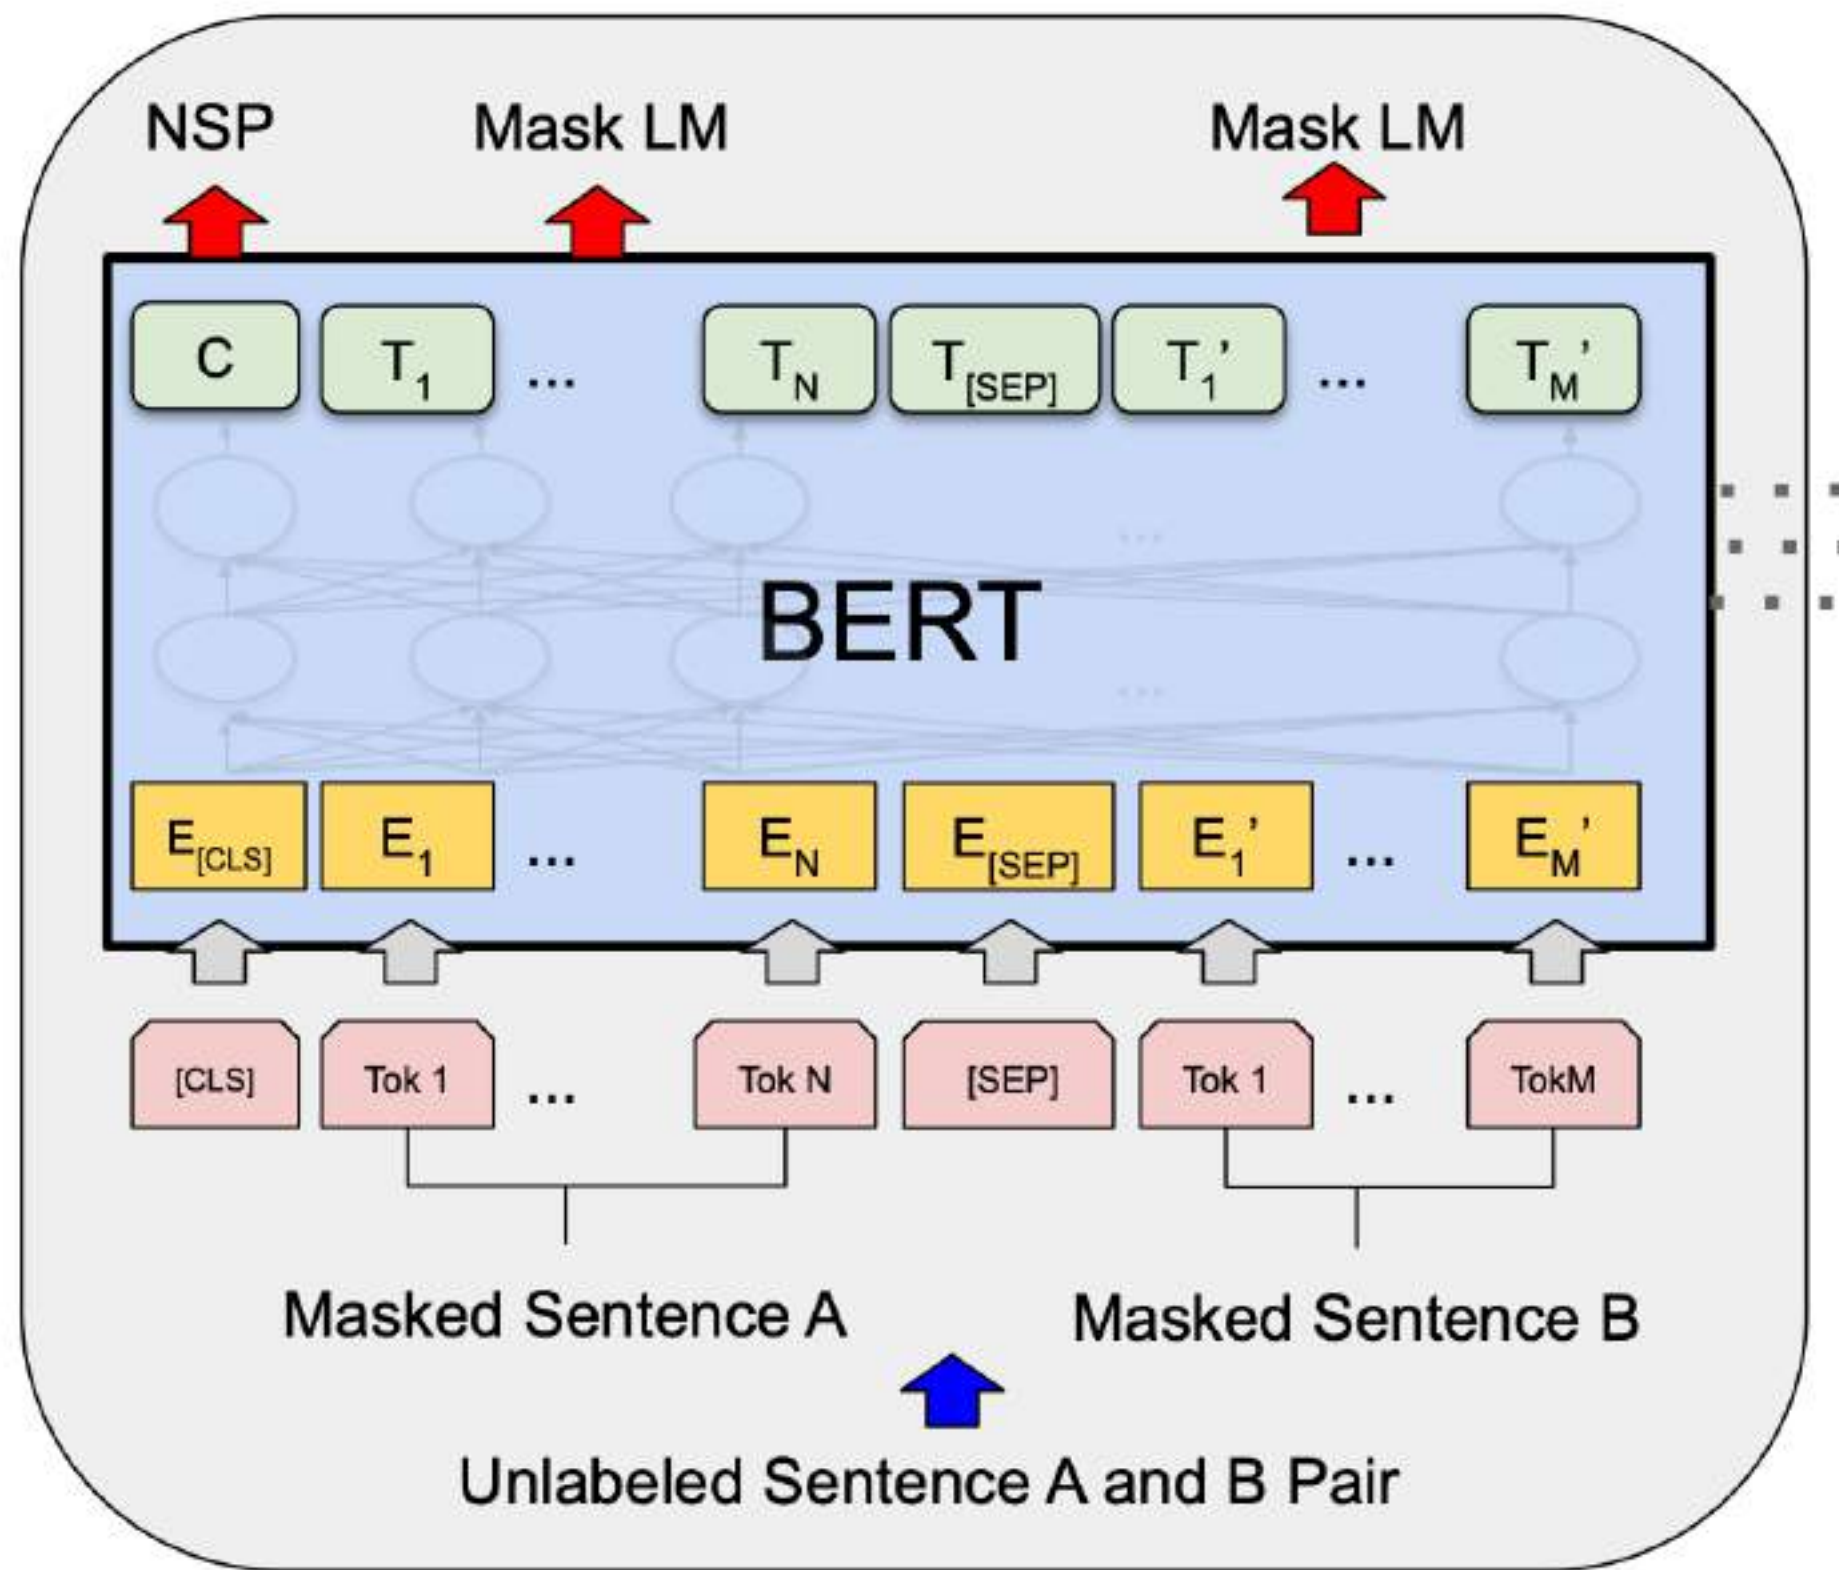 NSP Mask LM Mask LM
C T1 ... TN T[SEP] T1’ ... TM’
...
BERT
...
E[CLS] E1 ... EN E[SEP] E1’ ... EM’
[CLS] Tok 1 ... Tok N [SEP] Tok 1 ... TokM
Masked Sentence A Masked Sentence B
Unlabeled Sentence A and B Pair